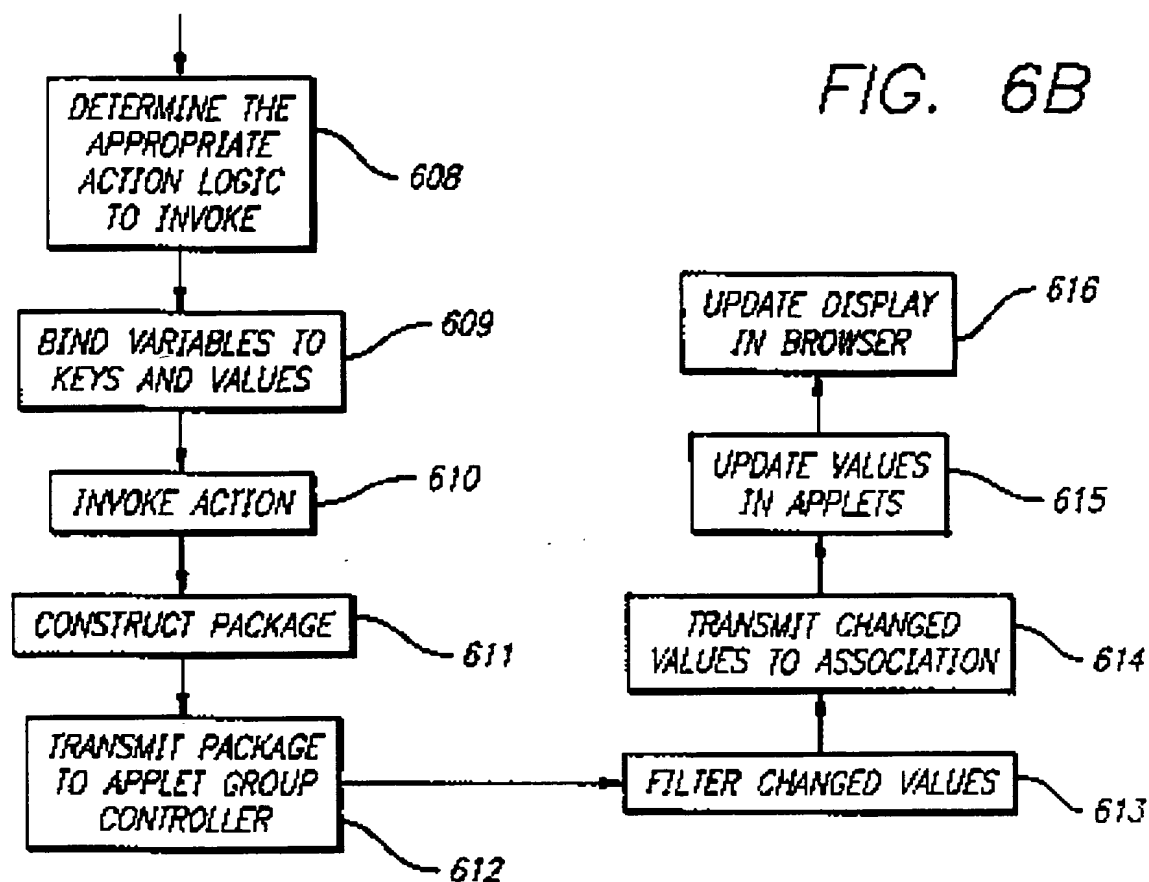 FIG. 6B
DETERMINE THE
APPROPRIATE
ACTION LOGIC
TO INVOKE
608
BIND VARIABLES TO
KEYS AND VALUES
609
INVOKE ACTION
610
CONSTRUCT PACKAGE
611
TRANSMIT PACKAGE
TO APPLET GROUP
CONTROLLER
612
FILTER CHANGED VALUES
613
TRANSMIT CHANGED
VALUES TO ASSOCIATION
614
UPDATE VALUES
IN APPLETS
615
UPDATE DISPLAY
IN BROWSER
616